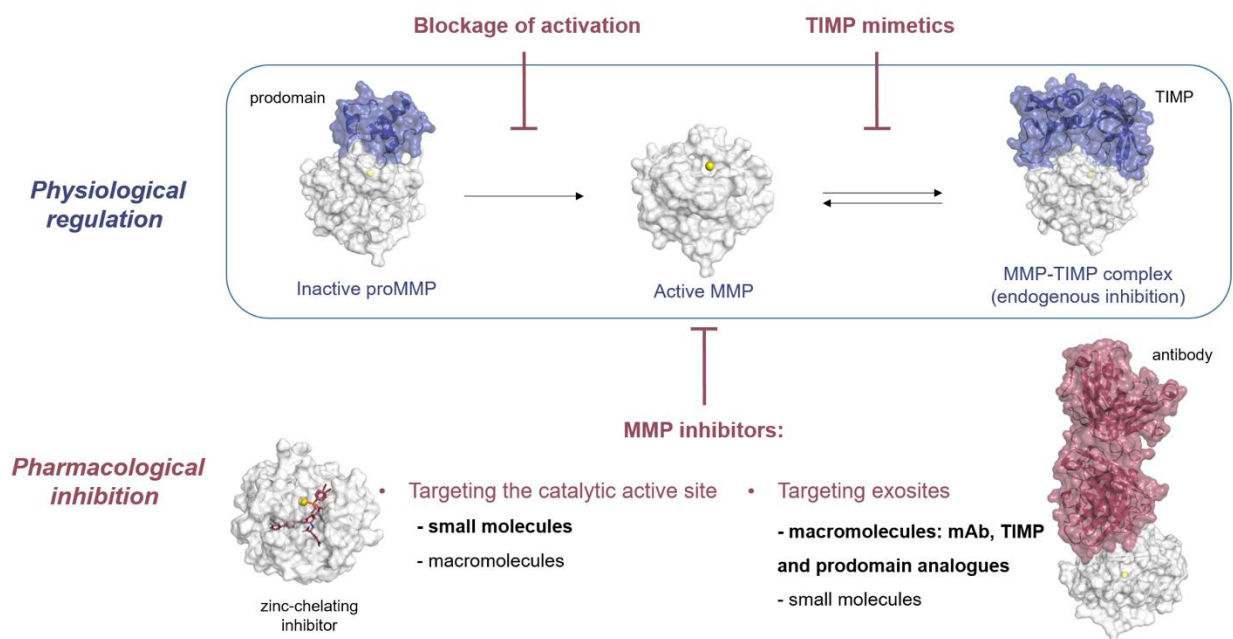 Blockage of activation
TIMP mimetics
prodomain
TIMP
Physiological
regulation
Inactive proMMP
Active MMP
MMP-TIMP complex
(endogenous inhibition)
antibody
MMP inhibitors:
Pharmacological
inhibition
• Targeting the catalytic active site
- small molecules
- macromolecules
• Targeting exosites
- macromolecules: mAb, TIMP
and prodomain analogues
- small molecules
zinc-chelating
inhibitor